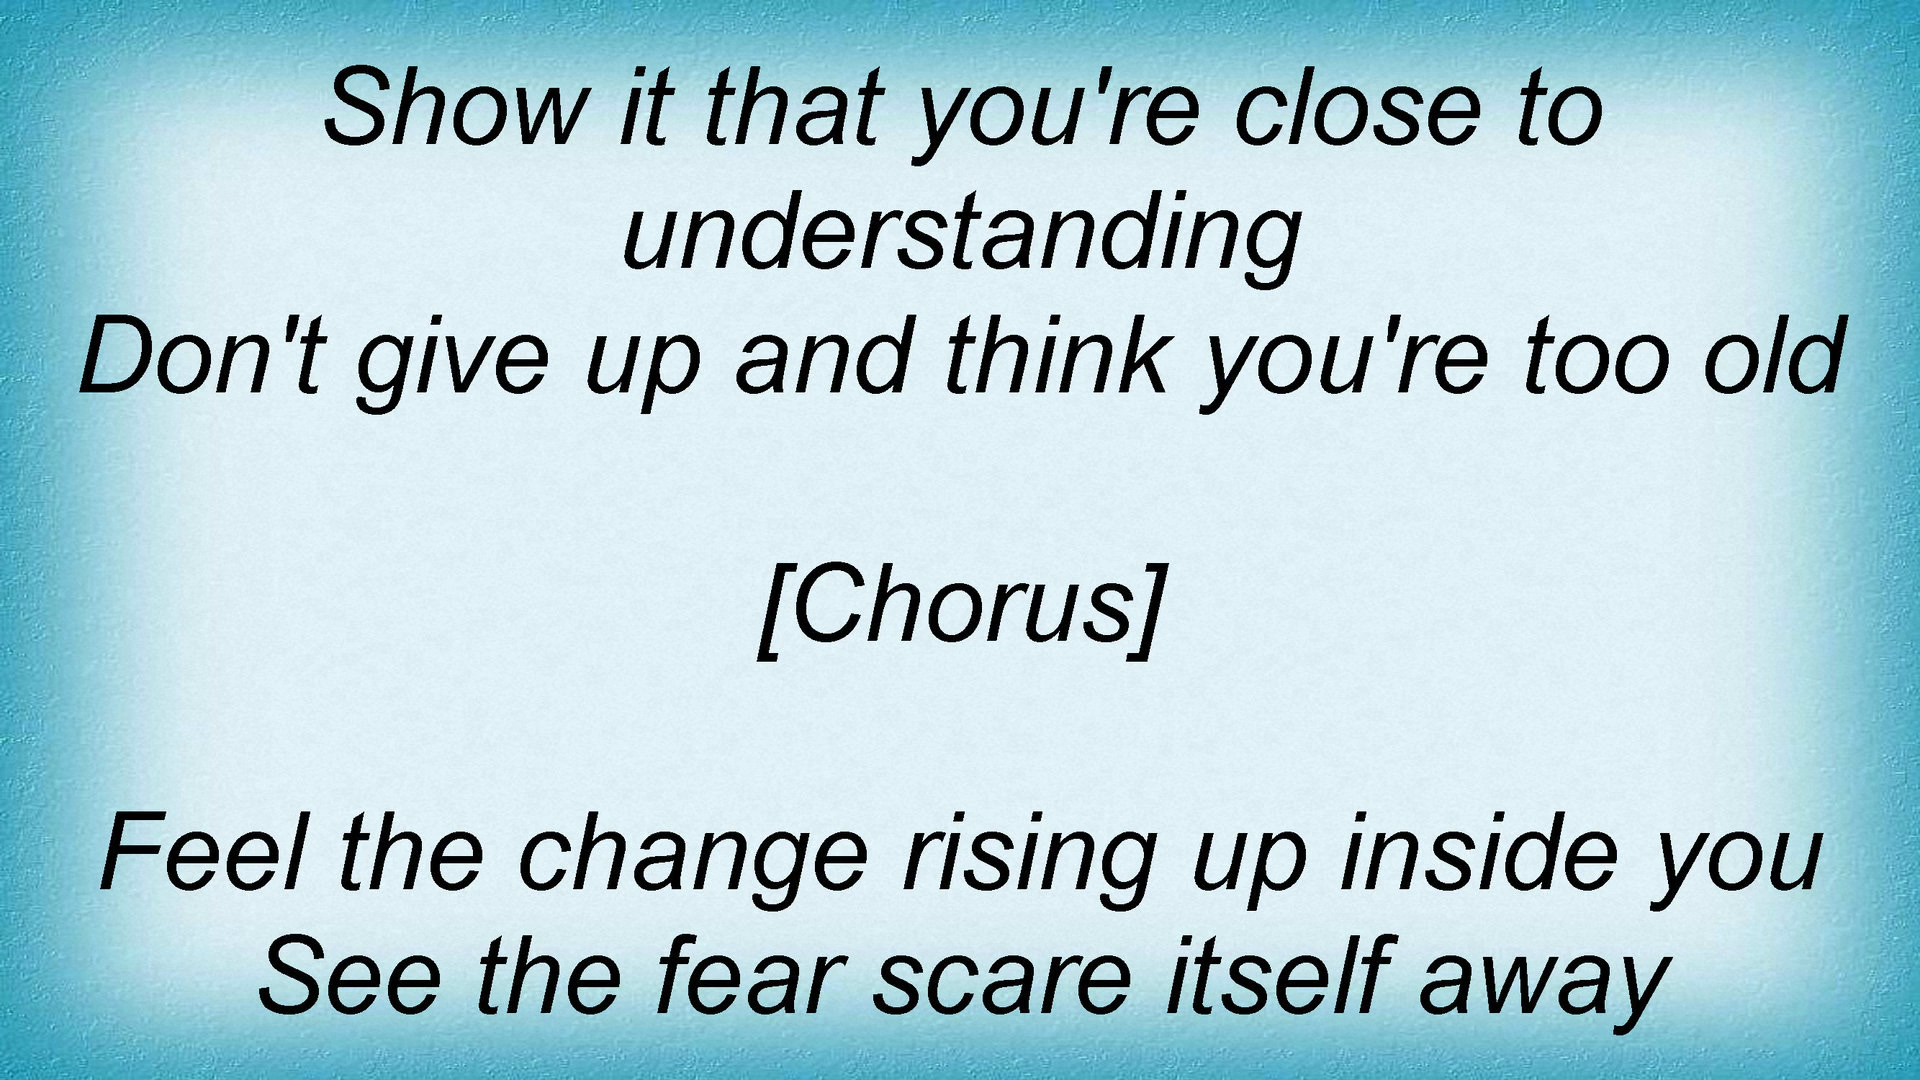 Show it that you're close to
understanding
Don't give up and think you're too old
[Chorus]
Feel the change rising up inside you
See the fear scare itself away